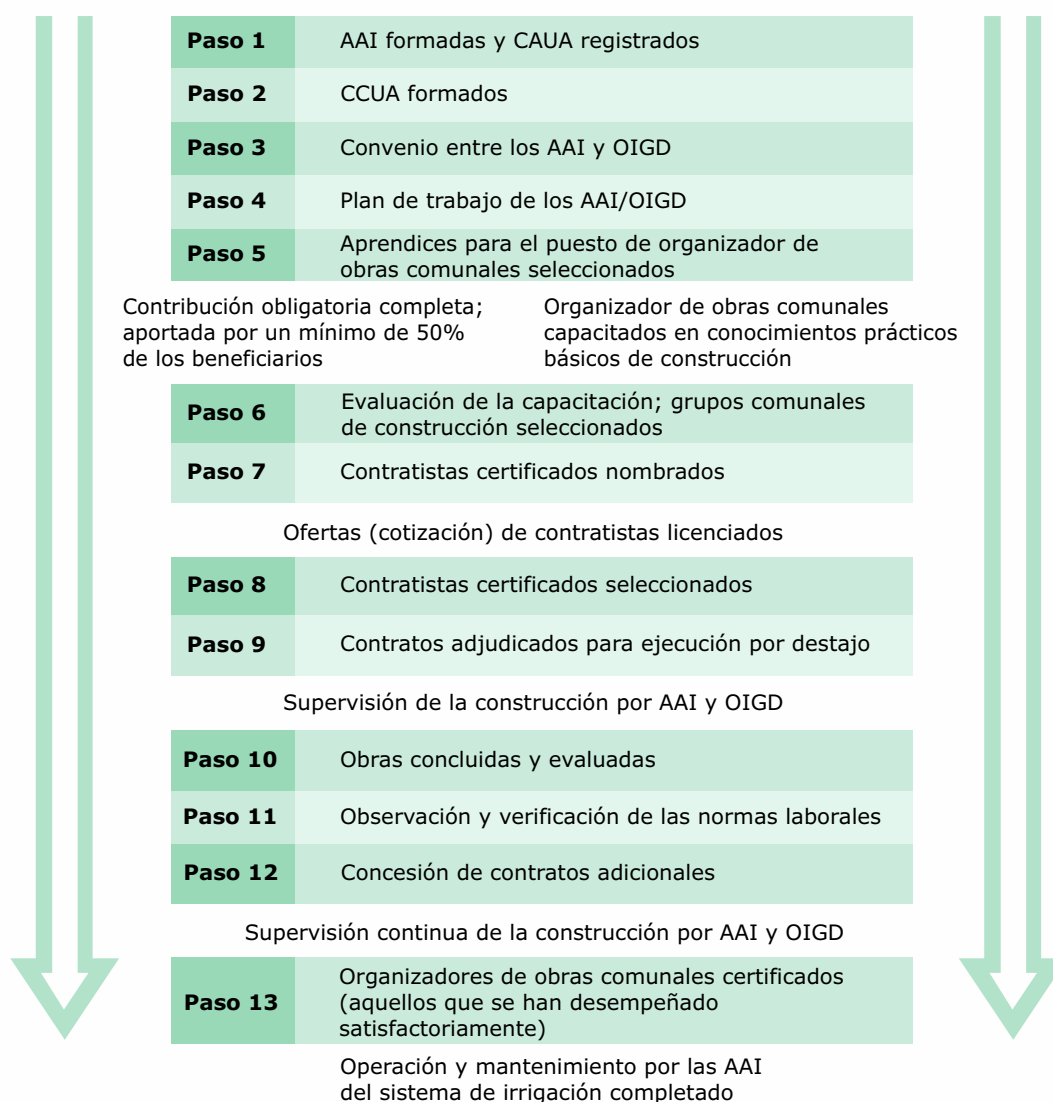 Paso 1 AAI formadas y CAUA registrados
Paso 2 CCUA formados
Paso 3 Convenio entre los AAI y OIGD
Paso 4 Plan de trabajo de los AAI/OIGD
Paso 5 Aprendices para el puesto de organizador de
obras comunales seleccionados
Contribución obligatoria completa;
aportada por un mínimo de 50%
de los beneficiarios
Organizador de obras comunales
capacitados en conocimientos prácticos
básicos de construcción
Paso 6 Evaluación de la capacitación; grupos comunales
de construcción seleccionados
Paso 7 Contratistas certificados nombrados
Ofertas (cotización) de contratistas licenciados
Paso 8 Contratistas certificados seleccionados
Paso 9 Contratos adjudicados para ejecución por destajo
Supervisión de la construcción por AAI y OIGD
Paso 10 Obras concluidas y evaluadas
Paso 11 Observación y verificación de las normas laborales
Paso 12 Concesión de contratos adicionales
Supervisión continua de la construcción por AAI y OIGD
Paso 13 Organizadores de obras comunales certificados
(aquellos que se han desempeñado
satisfactoriamente)
Operación y mantenimiento por las AAI
del sistema de irrigación completado